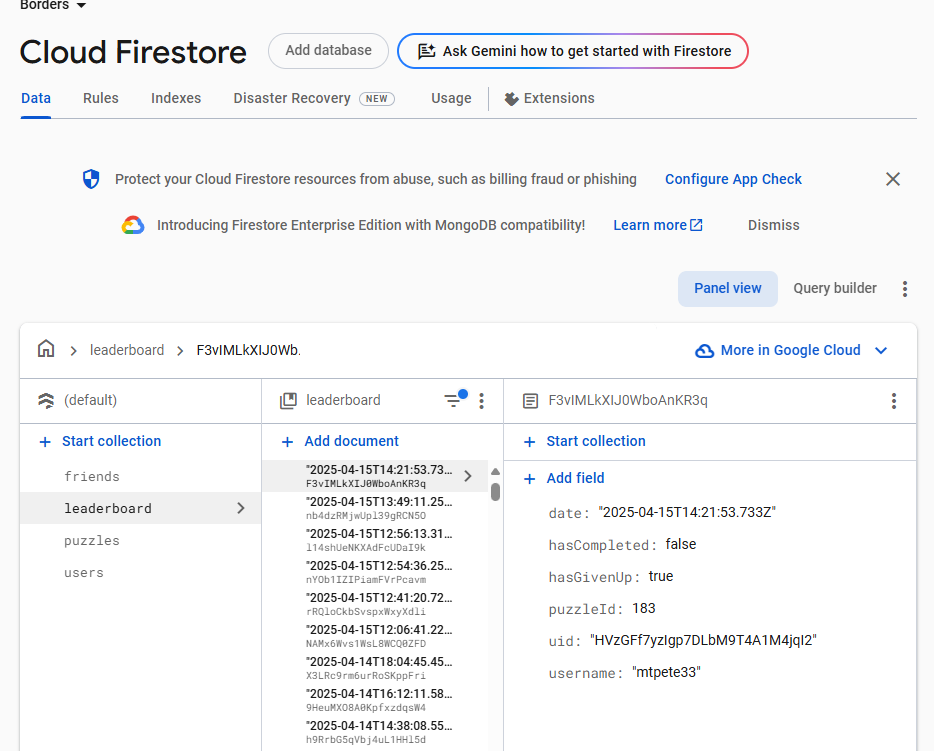 Borders
Cloud Firestore
Add database
Ask Gemini how to get started with Firestore
Data
Rules
Indexes
Disaster Recovery NEW
Usage
Extensions
Protect your Cloud Firestore resources from abuse, such as billing fraud or phishing
Configure App Check
Introducing Firestore Enterprise Edition with MongoDB compatibility!
Learn more
Dismiss
Panel view
Query builder
leaderboard
F3vIMLkXIJ0Wb.
More in Google Cloud
(default)
Start collection
friends
leaderboard
puzzles
users
leaderboard
Add document
"2025-04-15T14:21:53.73...
F3vIMLkXIJ0WboAnKR3q
"2025-04-15T13:49:11.25...
nb4dzRMjwUpl39gRCN5O
"2025-04-15T12:56:13.31...
l14shUeNKXAdFcUDaI9k
"2025-04-15T12:54:36.25...
nYOb1IZIPiamFVrPcavm
"2025-04-15T12:41:20.72...
rRQloCkbSvspxWxyXdli
"2025-04-15T12:06:41.22...
NAMx6Wvs1WsL8WCQ0ZFD
"2025-04-14T18:04:45.45...
X3LRc9rm6urRoSKppFri
"2025-04-14T16:12:11.58...
9HeuMXO8A0KpfxzdqsW4
"2025-04-14T14:38:08.55...
h9RrbG5qVbj4uL1HHl5d
F3vIMLkXIJ0WboAnKR3q
Start collection
Add field
date: "2025-04-15T14:21:53.733Z"
hasCompleted: false
hasGivenUp: true
puzzleId: 183
uid: "HVzGFf7yzIgp7DLbM9T4A1M4jqI2"
username: "mtpete33"